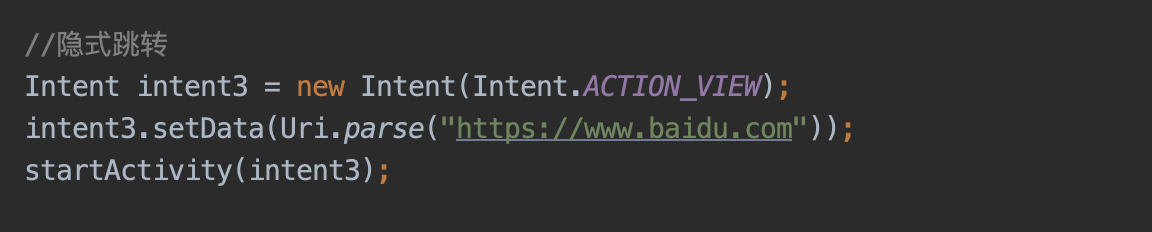 //隐式跳转
Intent intent3 = new Intent(Intent.ACTION_VIEW);
intent3.setData(Uri.parse("https://www.baidu.com"));
startActivity(intent3);